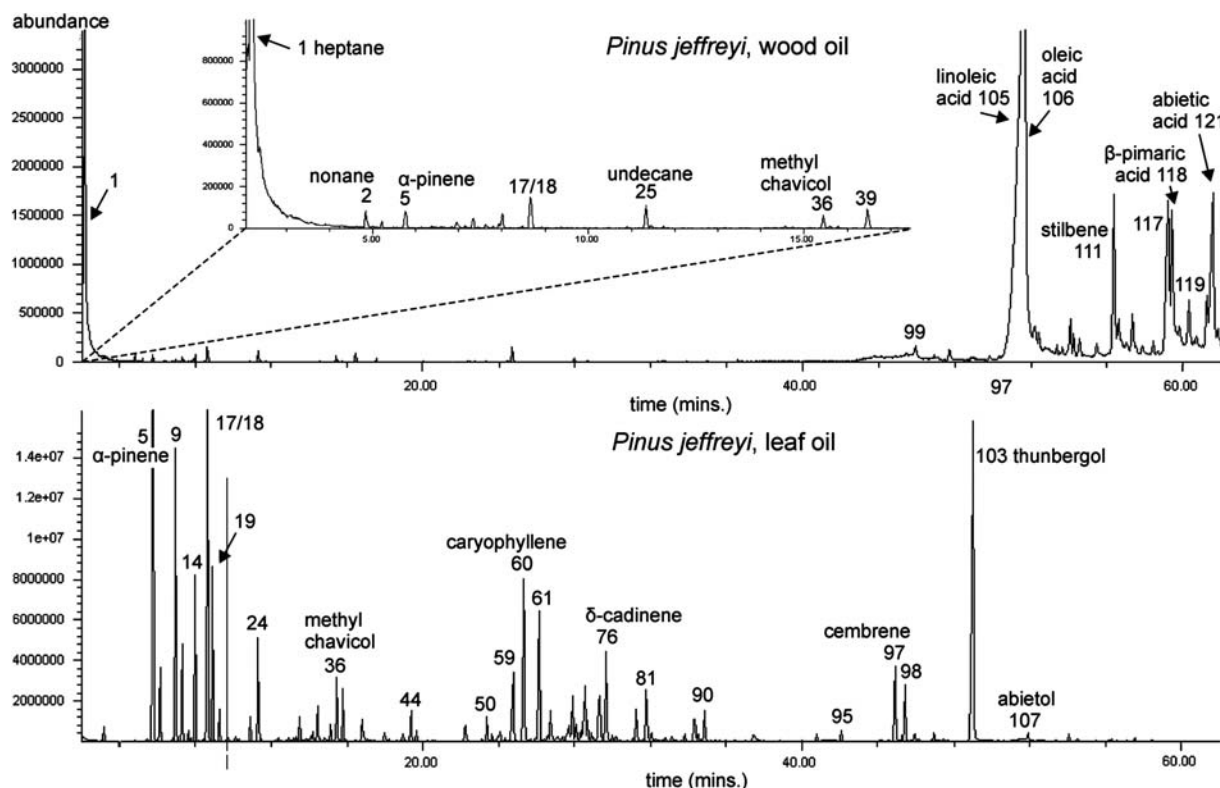 abundance
Pinus jeffreyi, wood oil
1 heptane
800000
600000
400000
200000
0
nonane
2
α-pinene
5
17/18
undecane
25
methyl
chavicol
36
39
5.00
10.00
15.00
3000000
2500000
2000000
1500000
1000000
500000
0
1
linoleic
acid 105
oleic
acid
106
abietic
acid 121
β-pimaric
acid 118
stilbene
111
117
119
99
20.00
40.00
60.00
97
time (mins.)
Pinus jeffreyi, leaf oil
1.4e+07
1.2e+07
1e+07
8000000
6000000
4000000
2000000
0
5
α-pinene
9
17/18
14
19
24
methyl
chavicol
36
44
50
59
caryophyllene
60
61
δ-cadinene
76
81
90
95
cembrene
97
98
103 thunbergol
abietol
107
20.00
40.00
60.00
time (mins.)